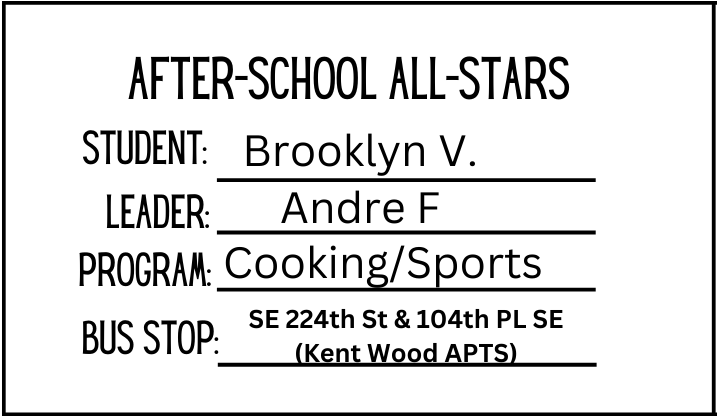 AFTER-SCHOOL ALL-STARS
STUDENT: Brooklyn V.
LEADER: Andre F
PROGRAM: Cooking/Sports
BUS STOP: SE 224th St & 104th PL SE
(Kent Wood APTS)